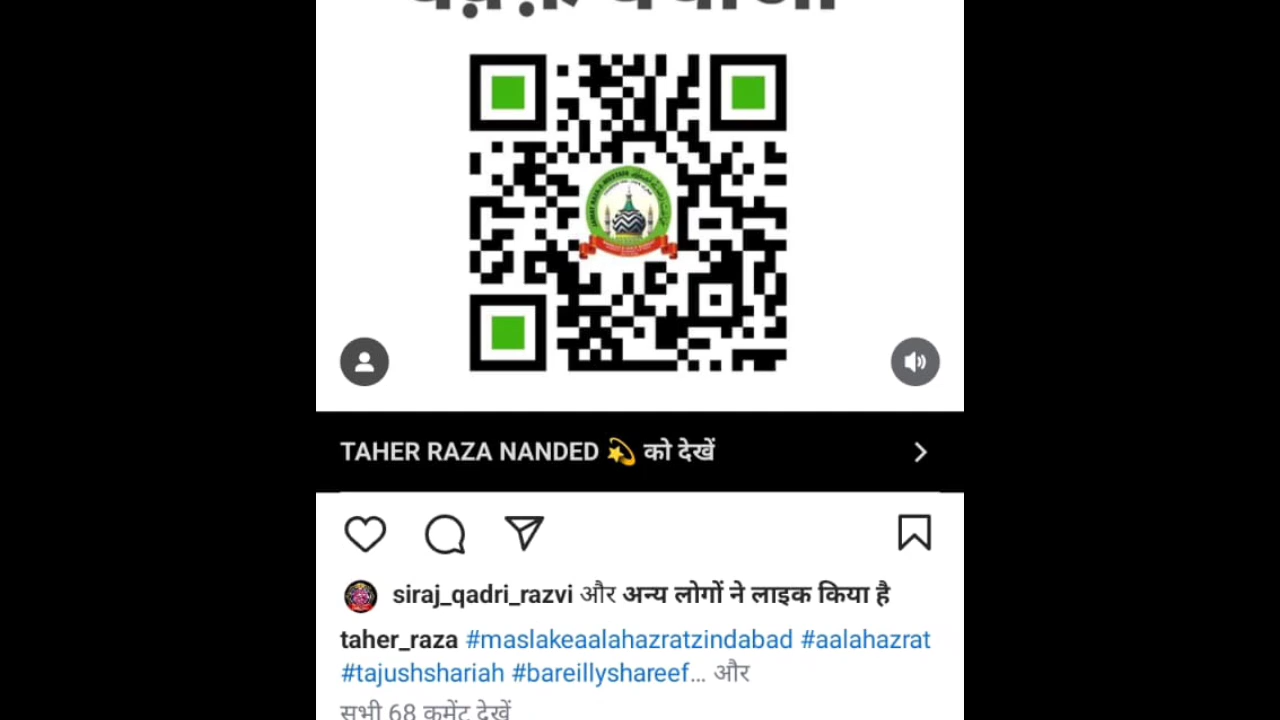 TAHER RAZA NANDED 💫 को देखें
siraj_qadri_razvi और अन्य लोगों ने लाइक किया है
taher_raza #maslakeaalahazratzindabad #aalahazrat
#tajushshariah #bareillyshareef... और
सभी 68 कमेंट देखें